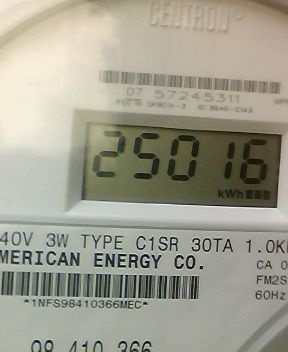 CENTRON
07 57245311
25016
kWh
40V 3W TYPE C1SR 30TA 1.0K
MERICAN ENERGY CO.
CA 0
FM2S
60Hz
*1NFS98410366MEC*
98 410 366